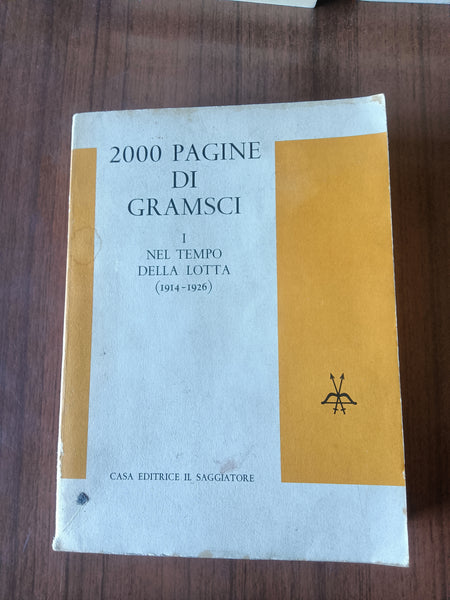 2000 PAGINE
DI
GRAMSCI
I
NEL TEMPO
DELLA LOTTA
(1914-1926)
CASA EDITRICE IL SAGGIATORE